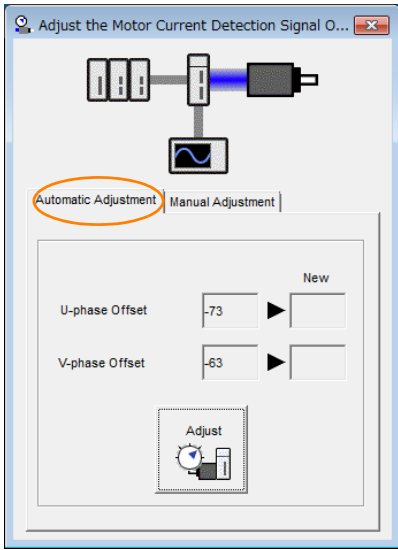 Adjust the Motor Current Detection Signal O...
Automatic Adjustment
Manual Adjustment
New
U-phase Offset
-73
V-phase Offset
-63
Adjust